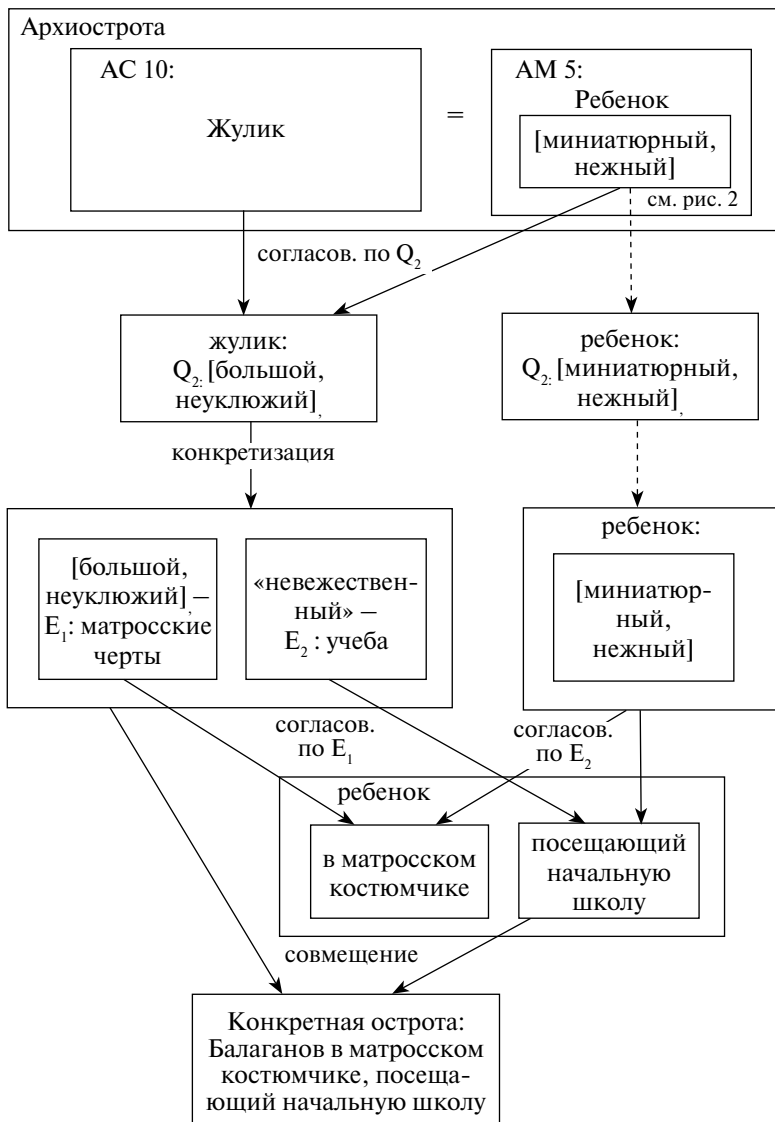 Архиострота
АС 10:
Жулик
=
АМ 5:
Ребенок
[миниатюрный,
нежный]
см. рис. 2
согласов. по Q₂
жулик:
Q₂: [большой,
неуклюжий],
ребенок:
Q₂: [миниатюрный,
нежный],
конкретизация
[большой,
неуклюжий], –
E₁: матросские
черты
«невежествен-
ный» –
E₂ : учеба
ребенок:
[миниатюр-
ный,
нежный]
согласов.
по E₁
согласов.
по E₂
ребенок
в матросском
костюмчике
посещающий
начальную
школу
совмещение
Конкретная острота:
Балаганов в матросском
костюмчике, посеща-
ющий начальную школу